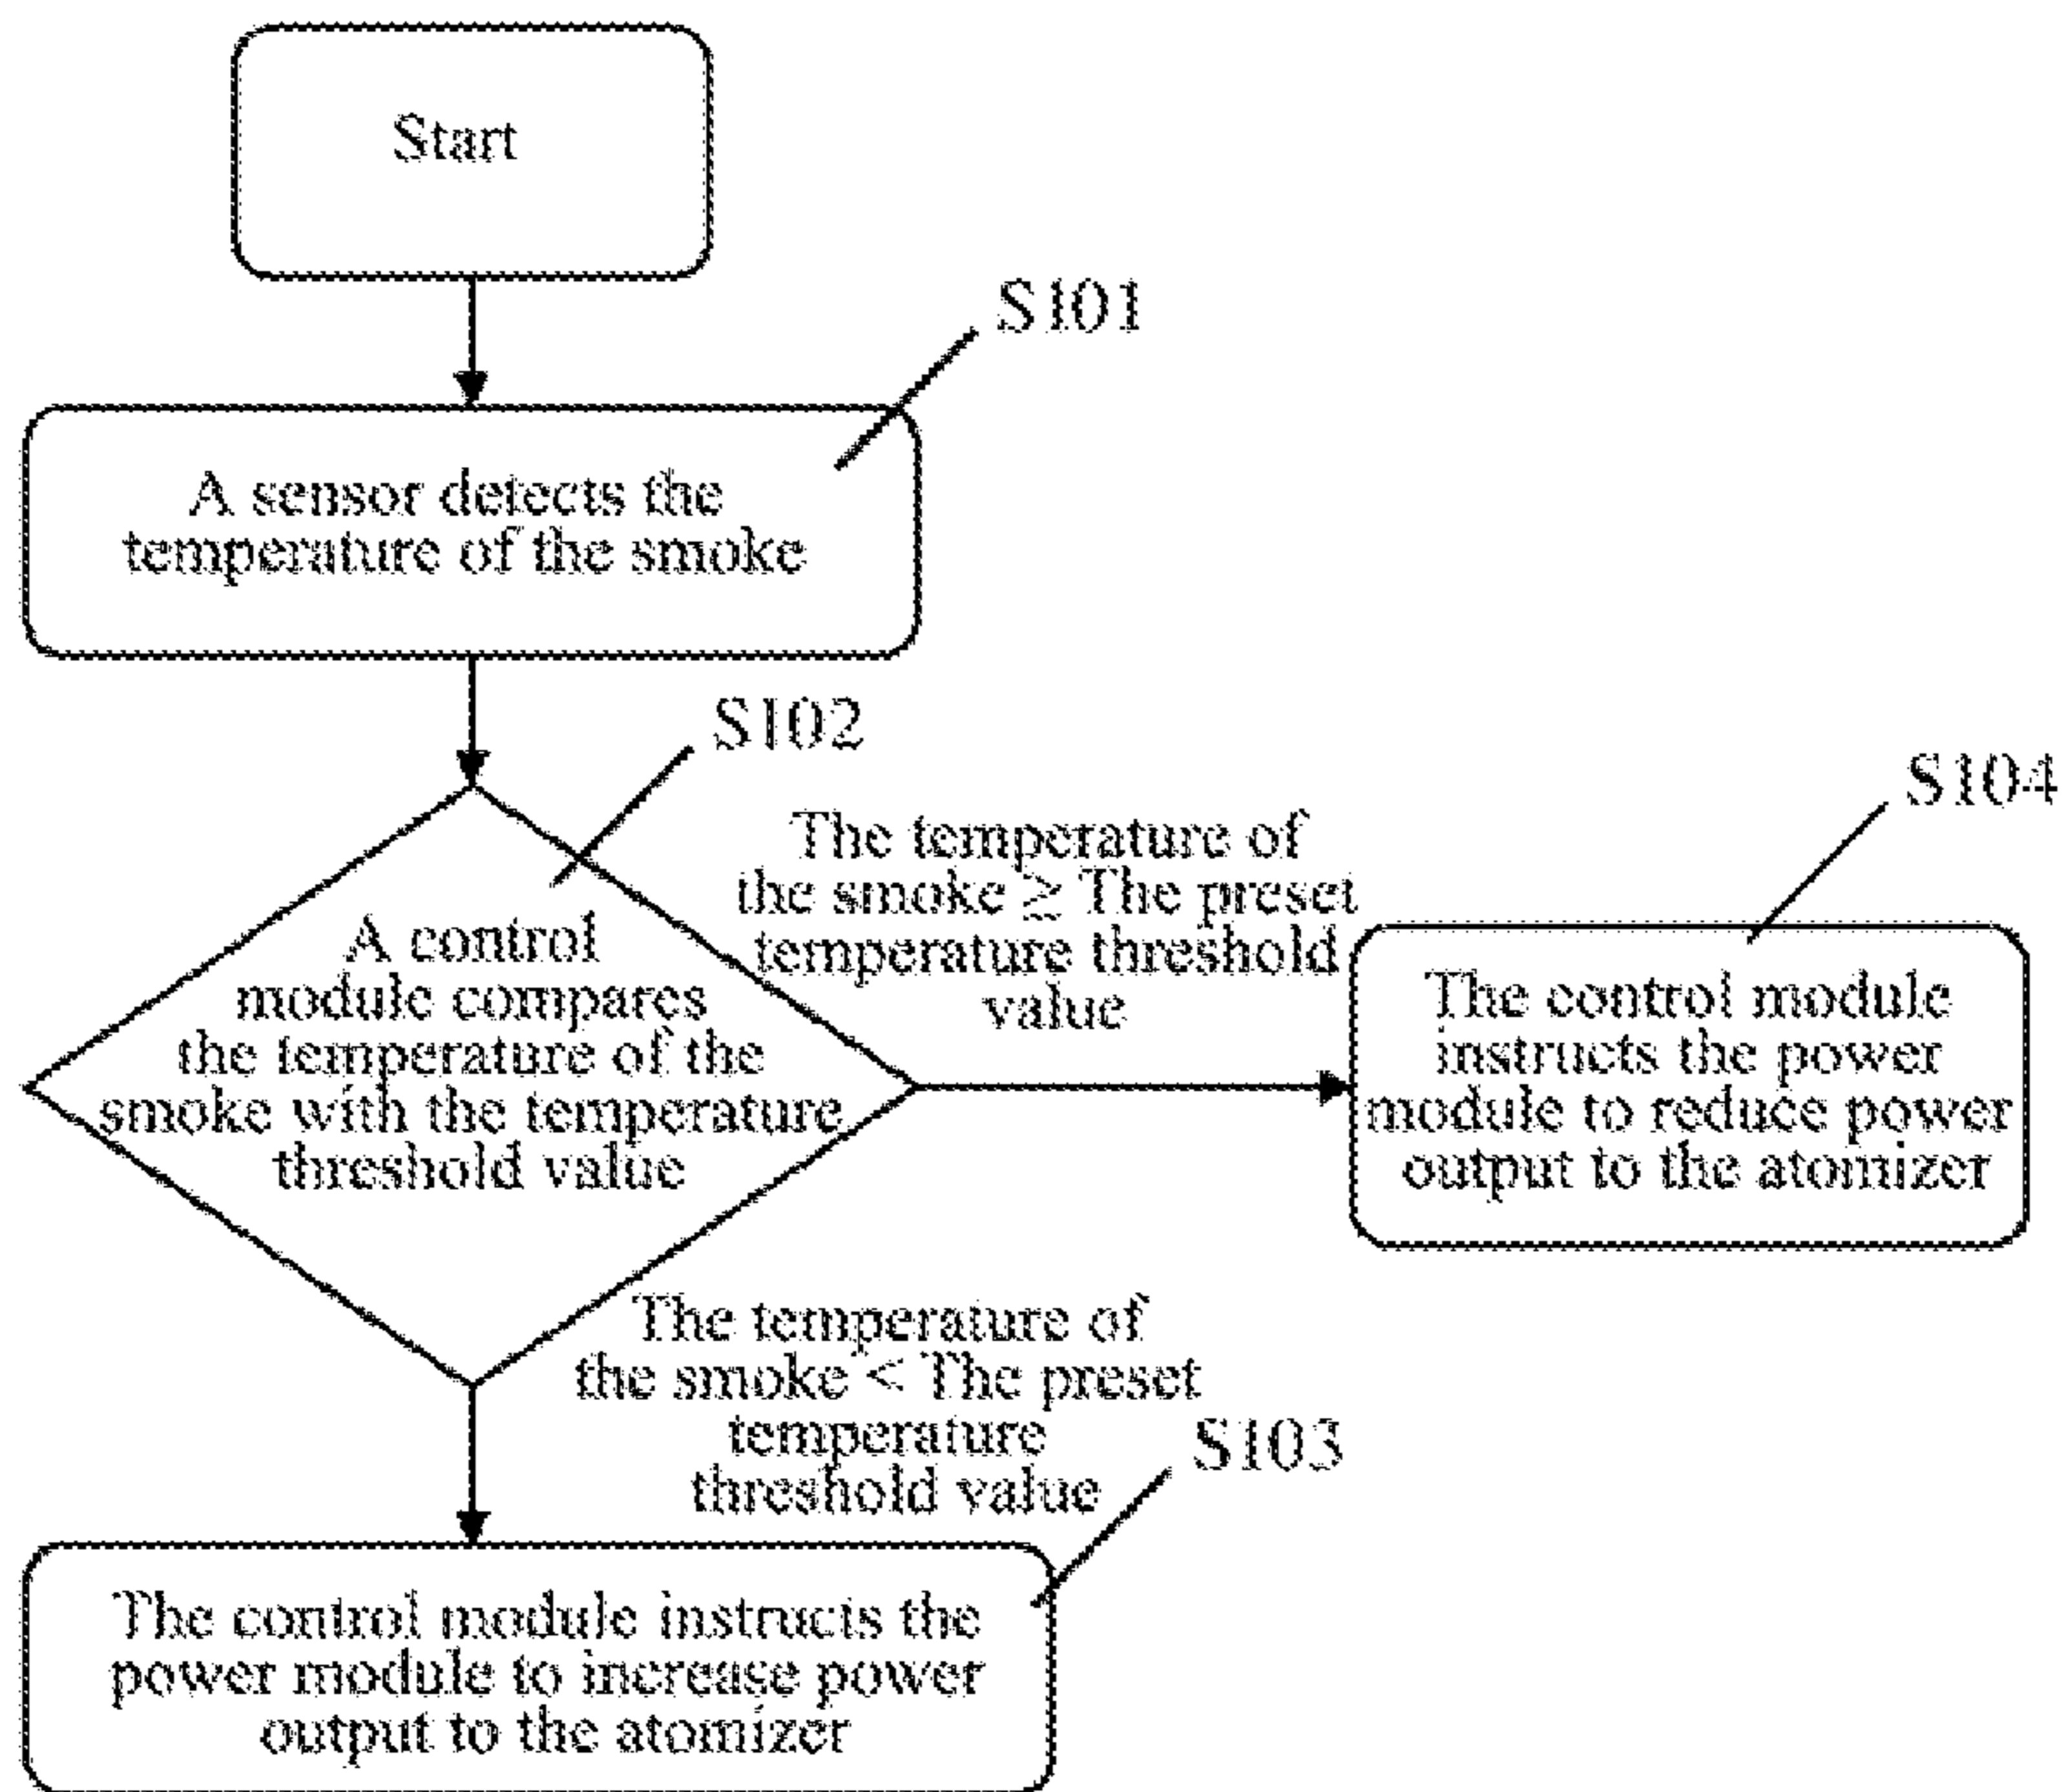 Start
S101
A sensor detects the
temperature of the smoke
S102
A control
module compares
the temperature of the
smoke with the temperature
threshold value
The temperature of
the smoke ≥ The preset
temperature threshold
value
S104
The control module
instructs the power
module to reduce power
output to the atomizer
The temperature of
the smoke < The preset
temperature
threshold value
S103
The control module instructs the
power module to increase power
output to the atomizer